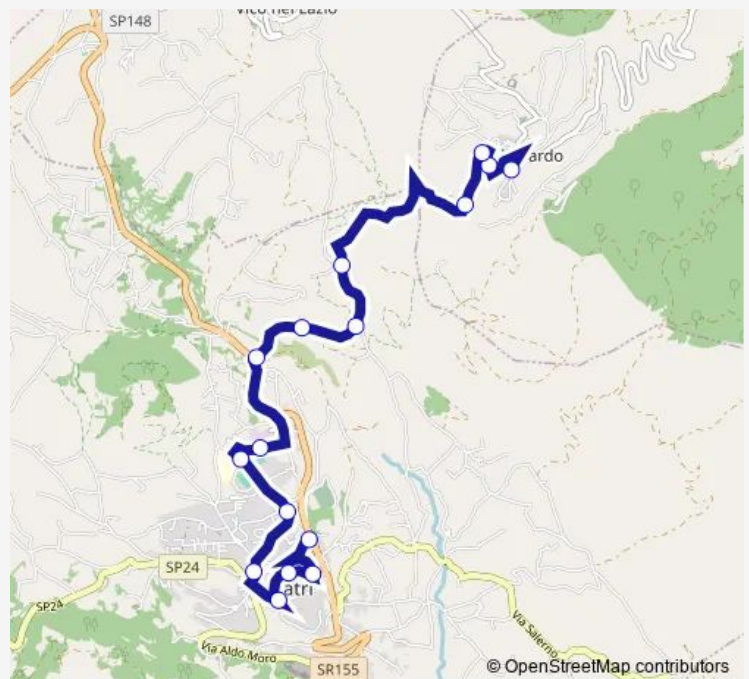 SP148
ardo
SP24
atri
SP24
Via Aldo Moro
SR155
Via Salerno
© OpenStreetMap contributors